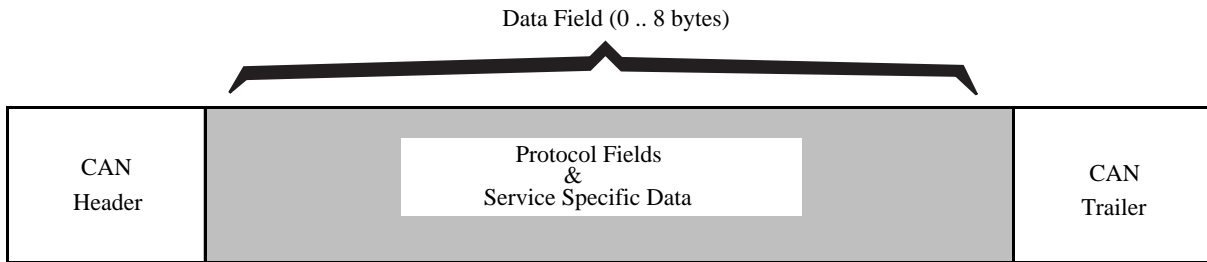 Data Field (0 .. 8 bytes)
CAN
Header
Protocol Fields
&
Service Specific Data
CAN
Trailer